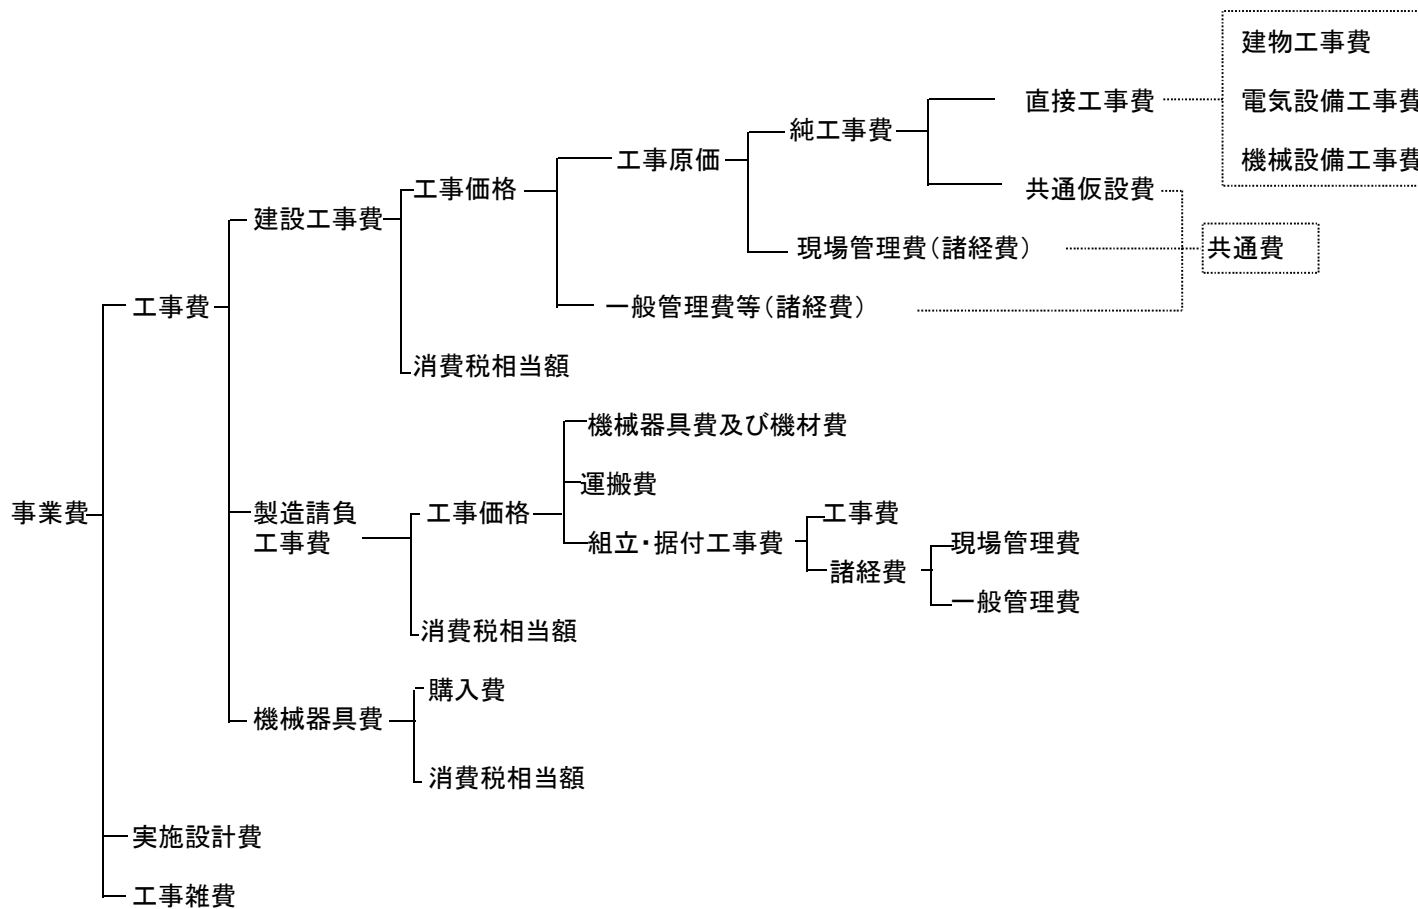 建物工事費
直接工事費
電気設備工事費
純工事費
工事原価
機械設備工事費
工事価格
共通仮設費
建設工事費
現場管理費(諸経費)
共通費
工事費
一般管理費等(諸経費)
消費税相当額
機械器具費及び機材費
運搬費
事業費
製造請負
工事費
工事価格
工事費
組立・据付工事費
現場管理費
諸経費
一般管理費
消費税相当額
購入費
機械器具費
消費税相当額
実施設計費
工事雑費